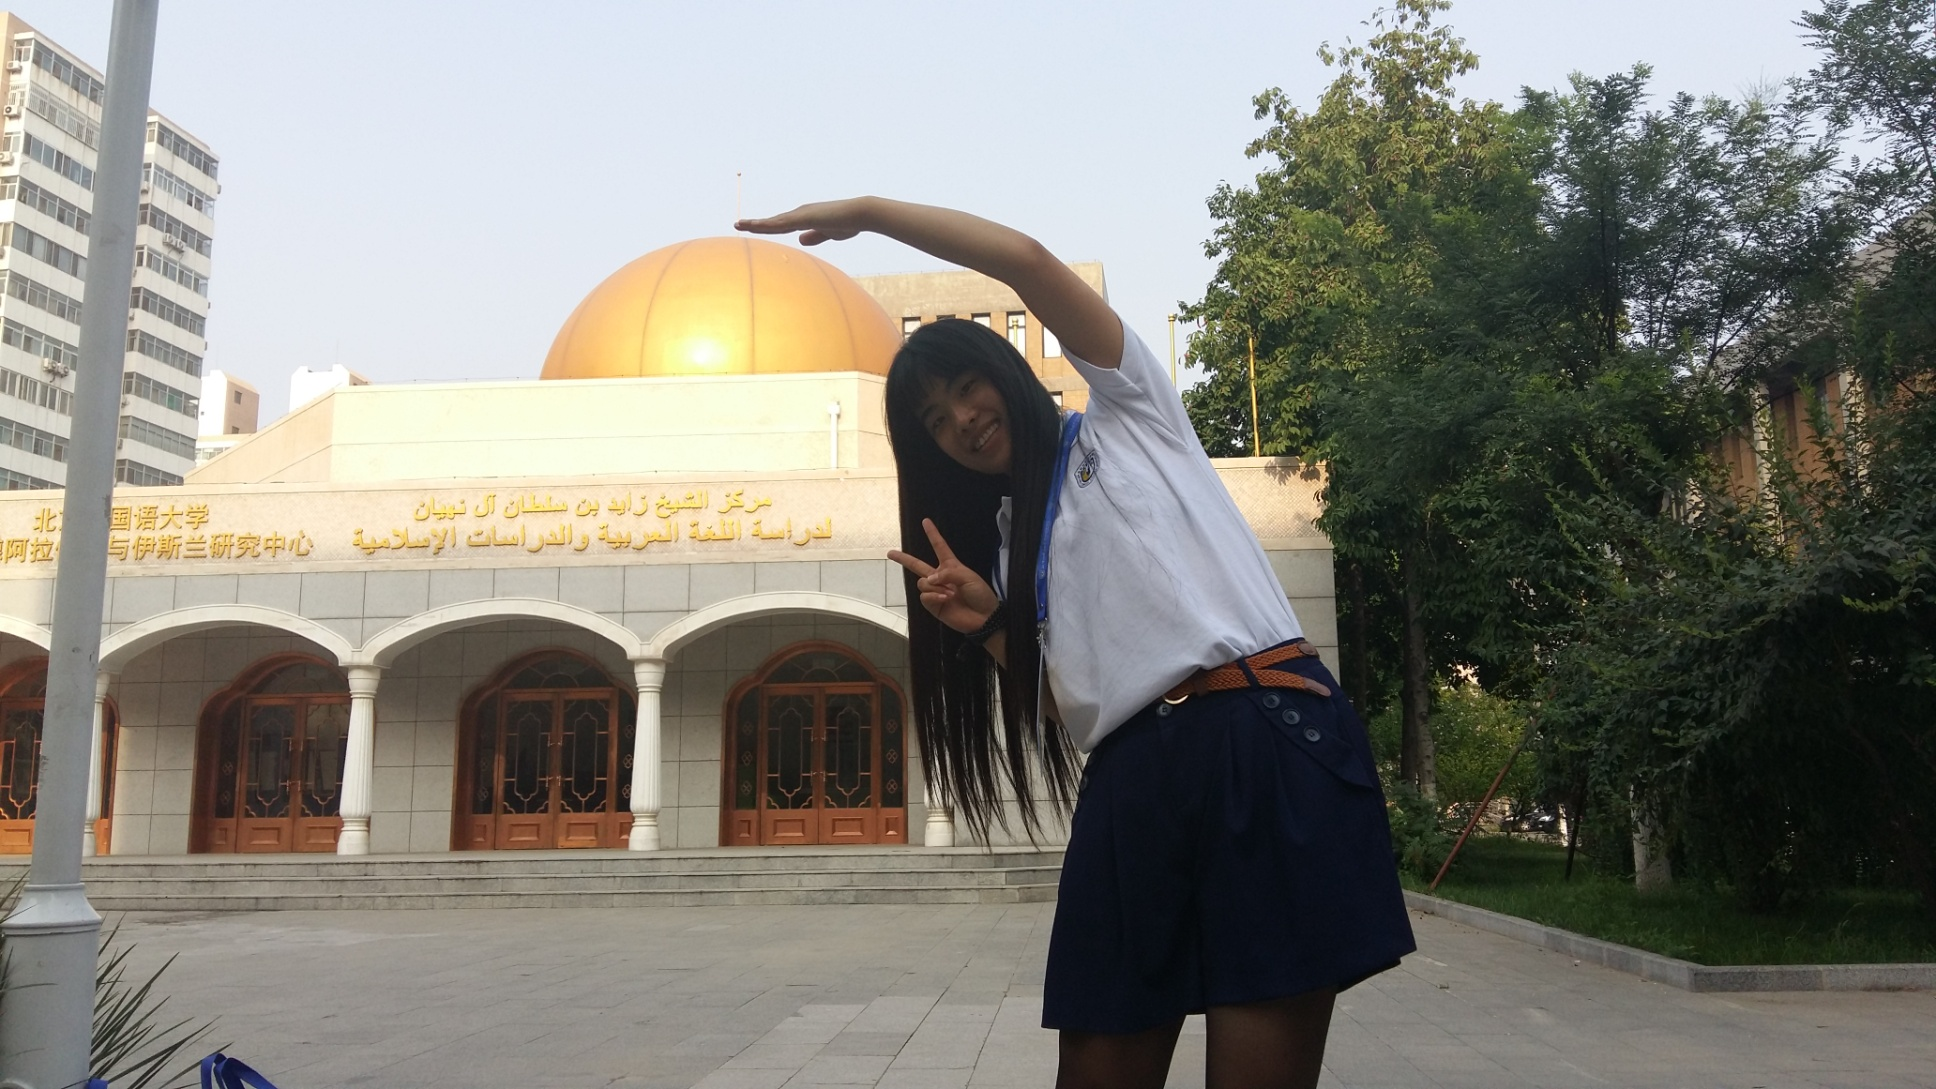 北 国语大学
阿拉 与伊斯兰研究中心
مركز الشيخ زايد بن سلطان آل نهيان
لدراسة اللغة العربية والدراسات الإسلامية